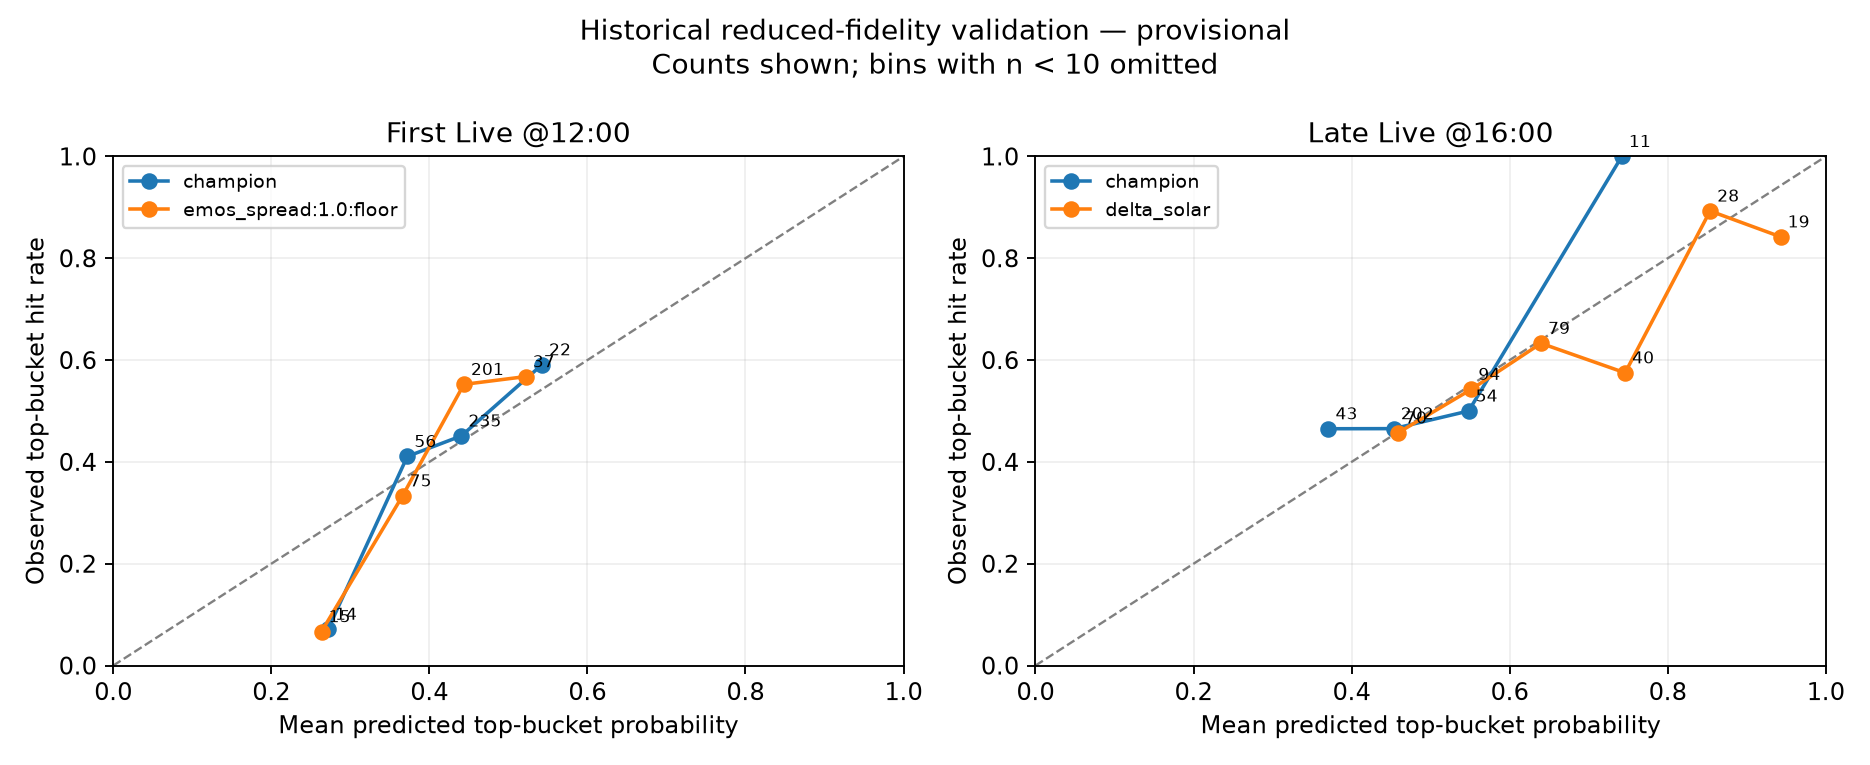 Historical reduced-fidelity validation — provisional
Counts shown; bins with n < 10 omitted
First Live @12:00
champion
emos_spread:1.0:floor
Observed top-bucket hit rate
1.0
0.8
0.6
0.4
0.2
0.0
22
37
201
235
56
75
14
15
0.0 0.2 0.4 0.6 0.8 1.0
Mean predicted top-bucket probability
Late Live @16:00
champion
delta_solar
Observed top-bucket hit rate
1.0
0.8
0.6
0.4
0.2
0.0
11
28
19
79
40
94
54
43
202
70
0.0 0.2 0.4 0.6 0.8 1.0
Mean predicted top-bucket probability